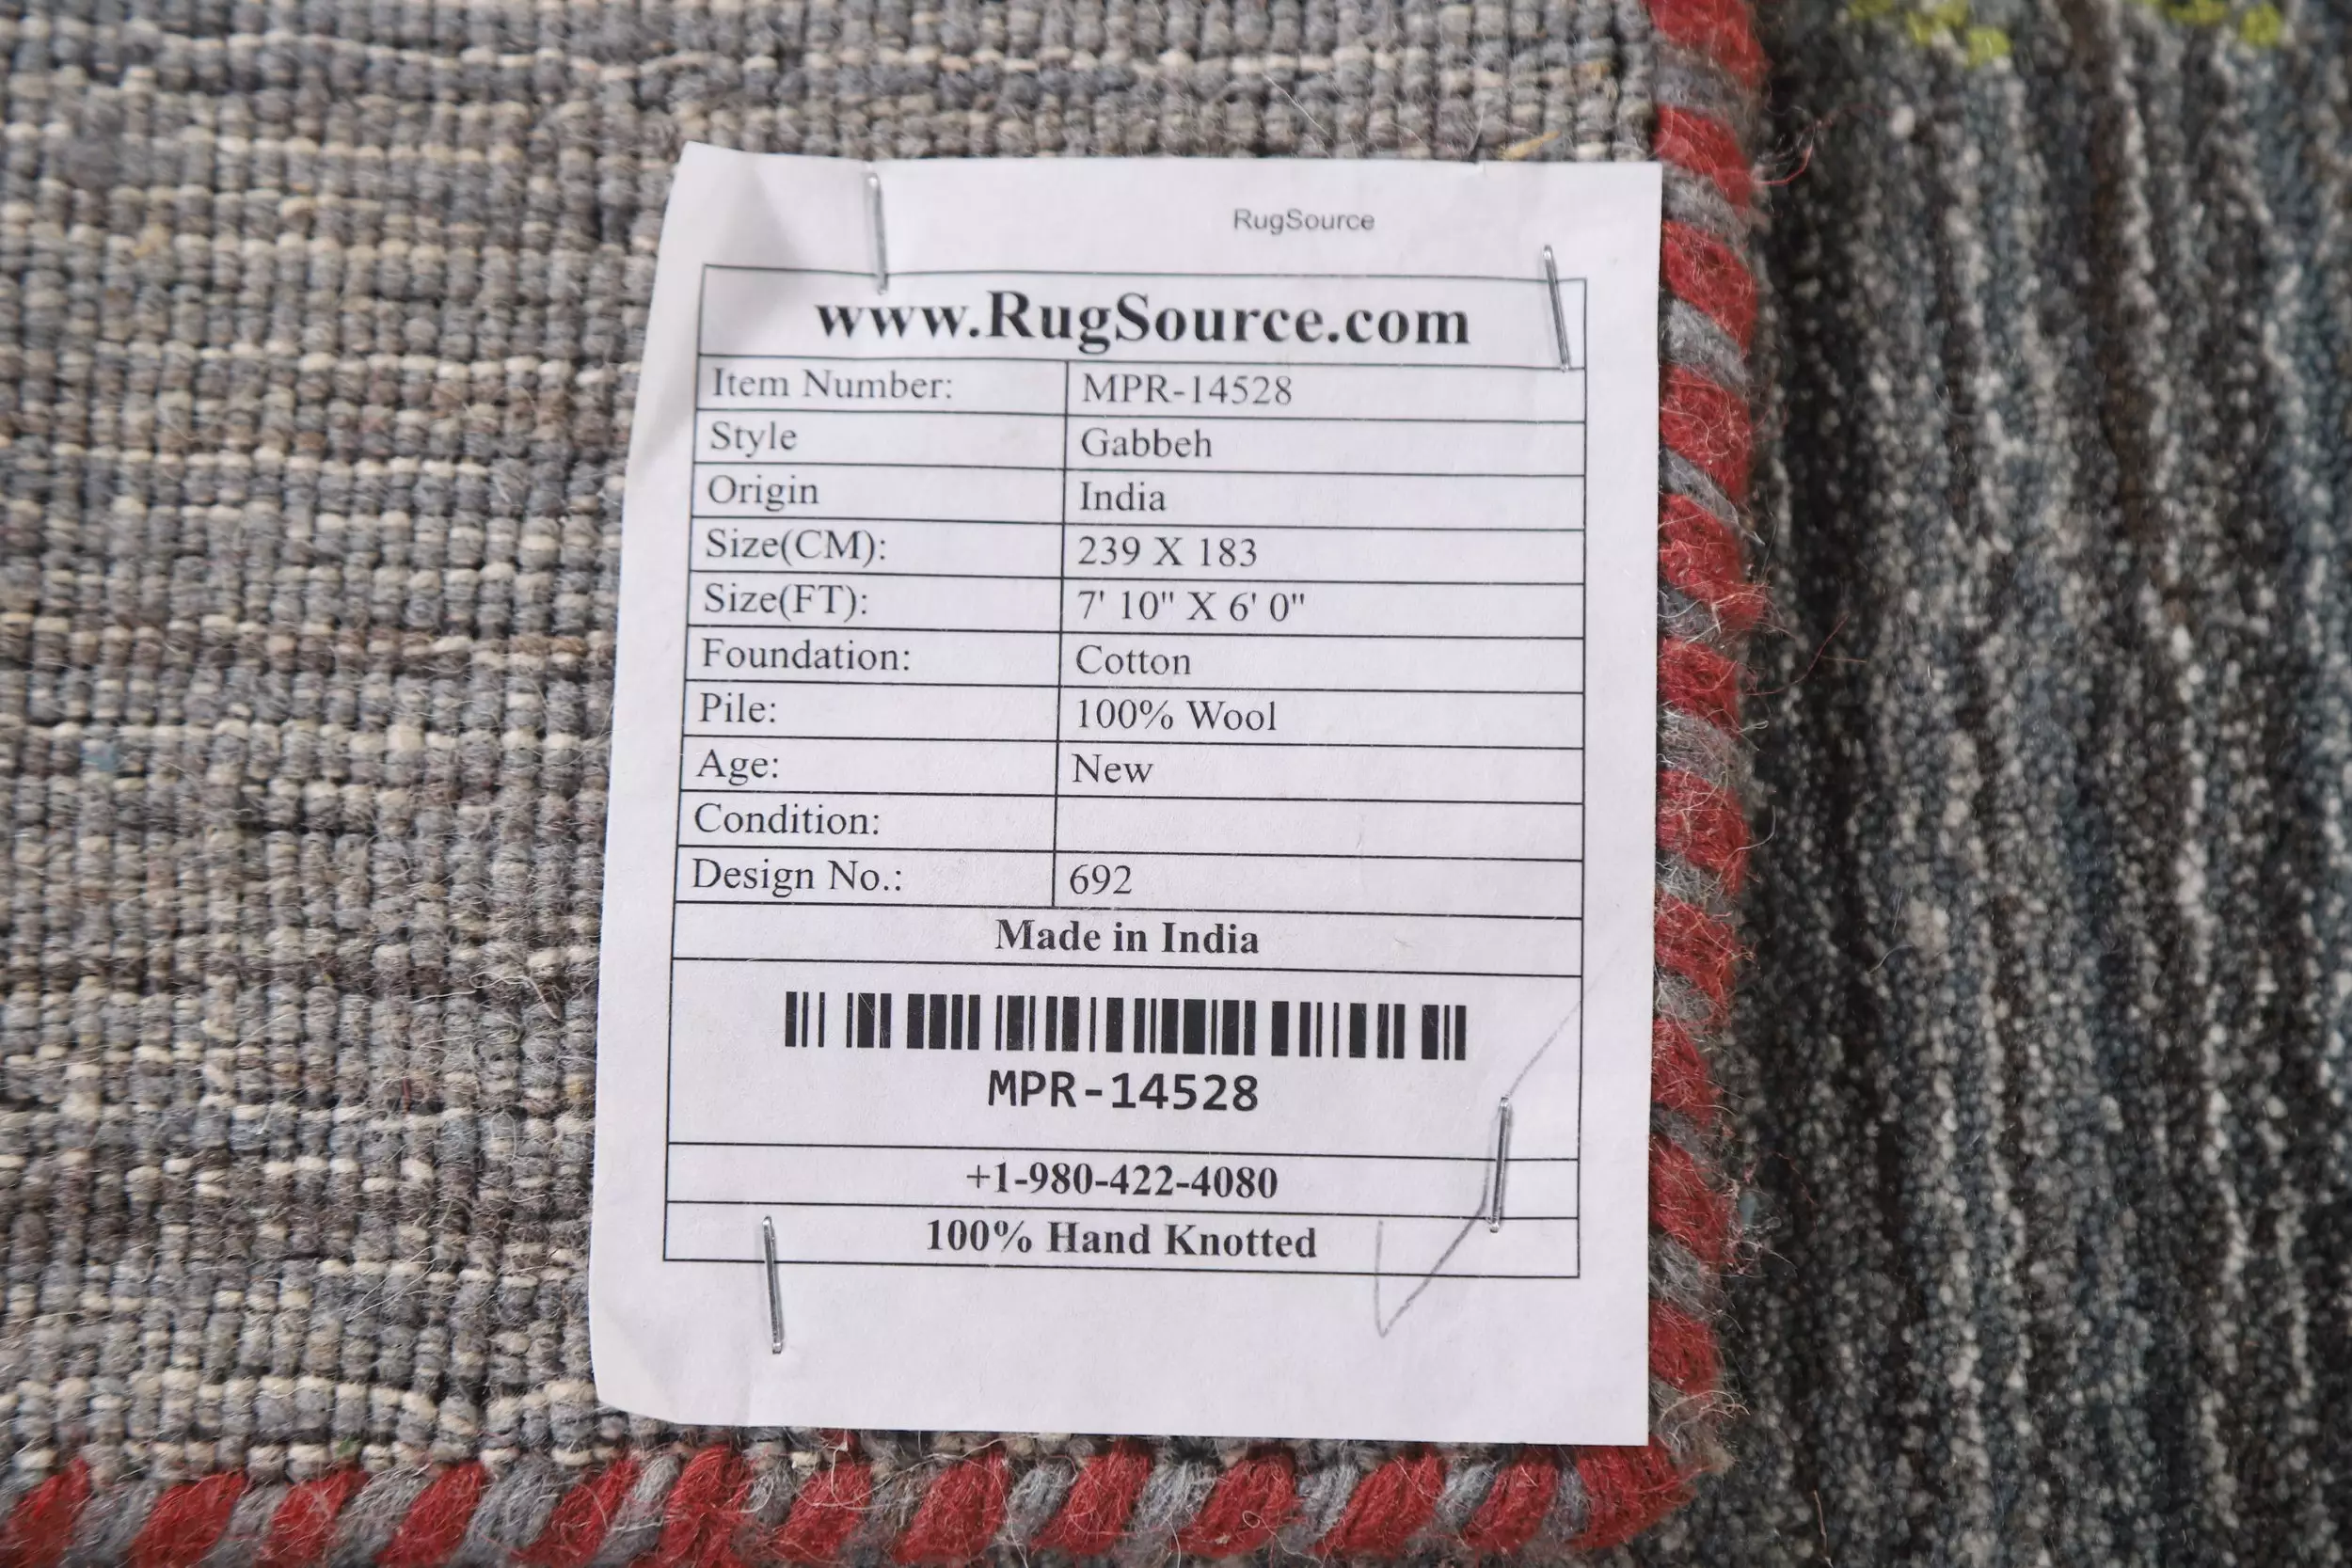 RugSource
www.RugSource.com
Item Number: MPR-14528
Style Gabbeh
Origin India
Size(CM): 239 X 183
Size(FT): 7' 10" X 6' 0"
Foundation: Cotton
Pile: 100% Wool
Age: New
Condition:
Design No.: 692
Made in India
MPR-14528
+1-980-422-4080
100% Hand Knotted